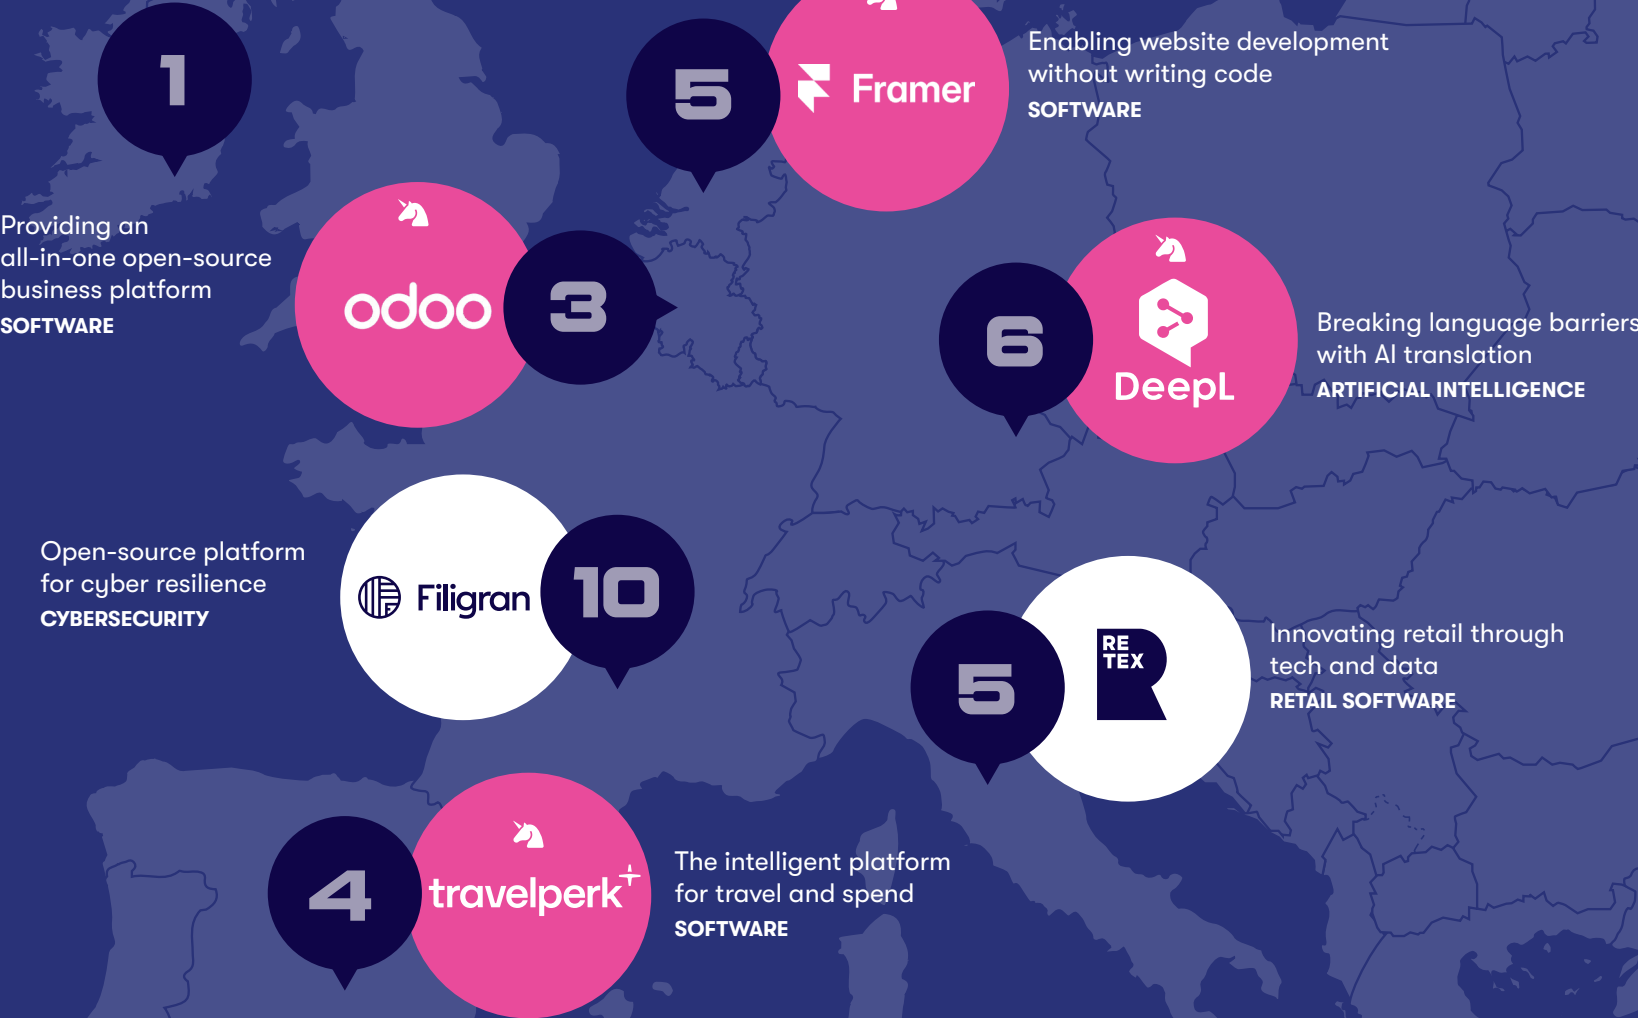 1
5
Framer
Enabling website development
without writing code
SOFTWARE
Providing an
all-in-one open-source
business platform
SOFTWARE
odoo
3
6
DeepL
Breaking language barriers
with AI translation
ARTIFICIAL INTELLIGENCE
Open-source platform
for cyber resilience
CYBERSECURITY
Filigran
10
5
RE
TEX
Innovating retail through
tech and data
RETAIL SOFTWARE
4
travelperk
The intelligent platform
for travel and spend
SOFTWARE